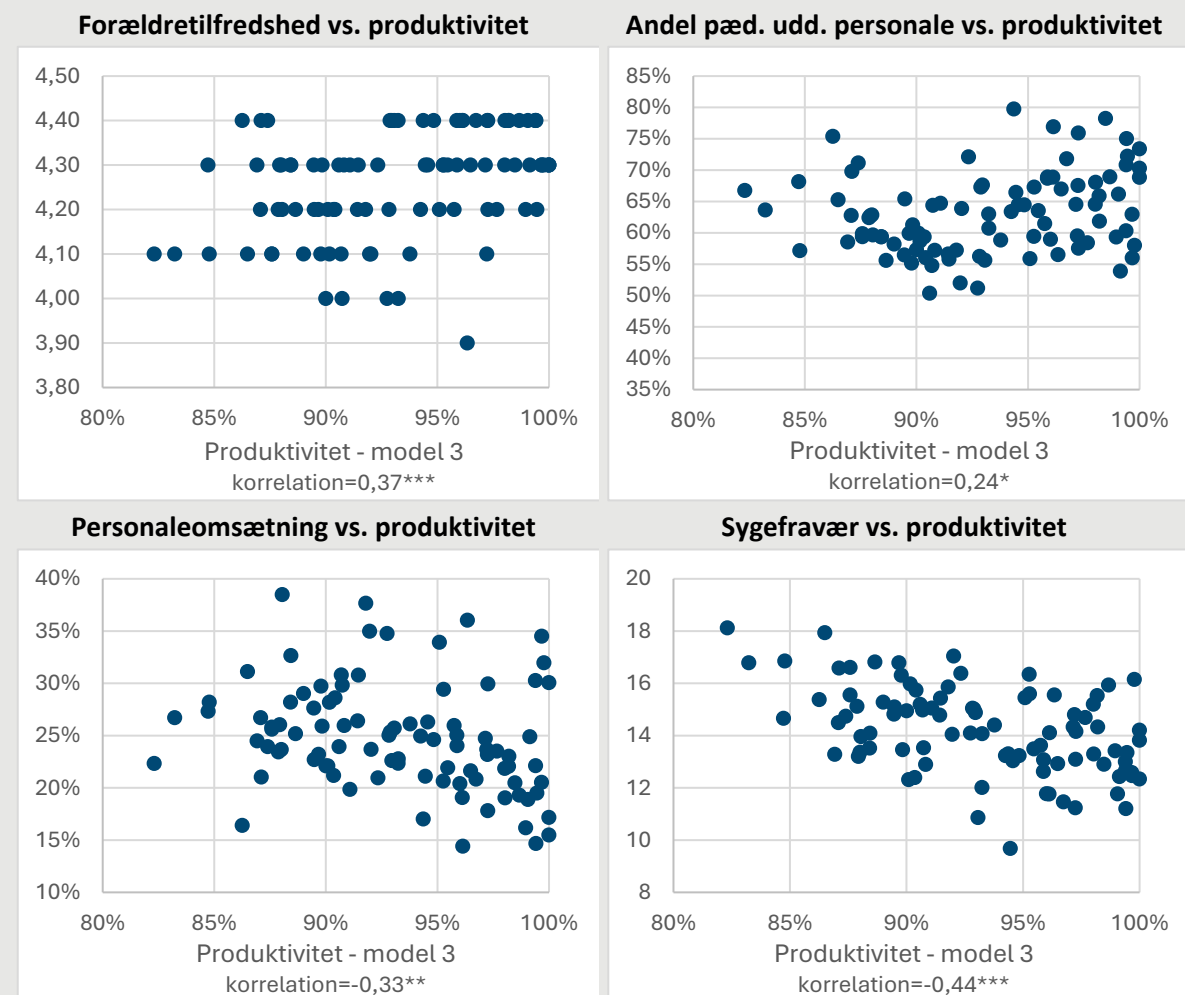 Forældretilfredshed vs. produktivitet
4,50
4,40
4,30
4,20
4,10
4,00
3,90
3,80
80% 85% 90% 95% 100%
Produktivitet - model 3
korrelation=0,37***
Andel pæd. udd. personale vs. produktivitet
85%
80%
75%
70%
65%
60%
55%
50%
45%
40%
35%
80% 85% 90% 95% 100%
Produktivitet - model 3
korrelation=0,24*
Personaleomsætning vs. produktivitet
40%
35%
30%
25%
20%
15%
10%
80% 85% 90% 95% 100%
Produktivitet - model 3
korrelation=-0,33**
Sygefravær vs. produktivitet
20
18
16
14
12
10
8
80% 85% 90% 95% 100%
Produktivitet - model 3
korrelation=-0,44***